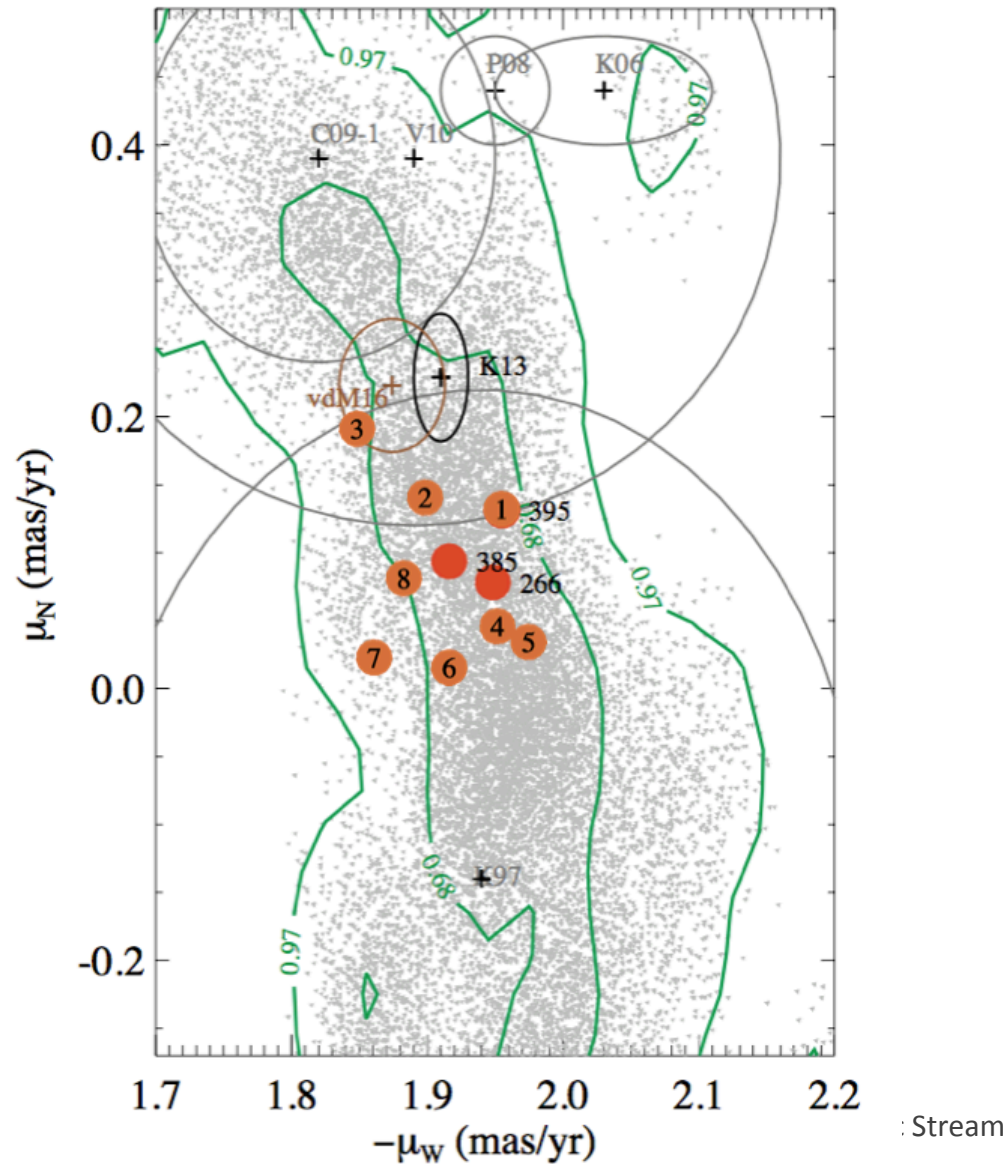 0.97
P08
K06
0.97
0.4
C09-1
V10
K13
vdM16
0.2
3
2
1
395
0.68
385
266
8
0.97
4
5
7
6
0.0
0.68
K97
0.97
-0.2
μN (mas/yr)
1.7
1.8
1.9
2.0
2.1
2.2
−μW (mas/yr)
: Stream